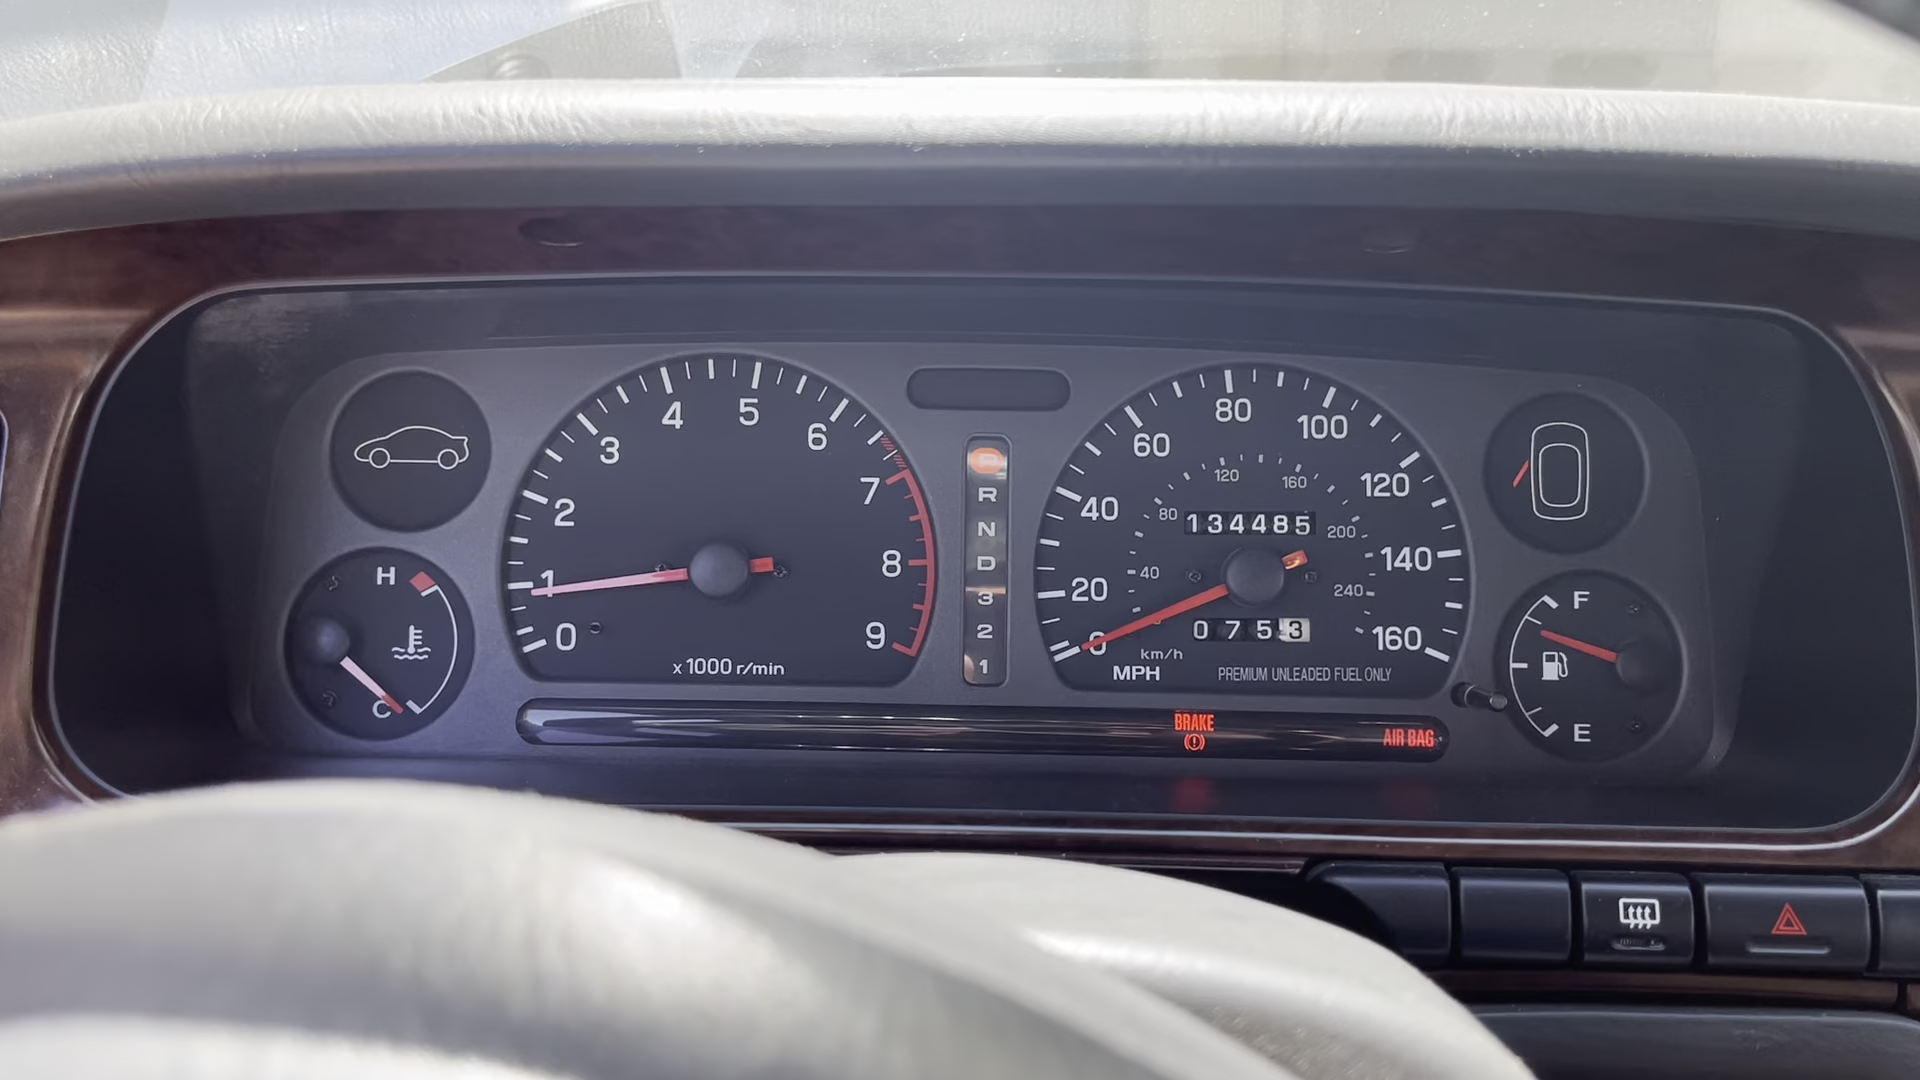 H
C
0
1
2
3
4
5
6
7
8
9
x 1000 r/min
R
N
D
3
2
1
0
20
40
60
80
100
120
140
160
40
80
120
160
200
240
134485
0753
km/h
MPH
PREMIUM UNLEADED FUEL ONLY
F
E
BRAKE
AIR BAG